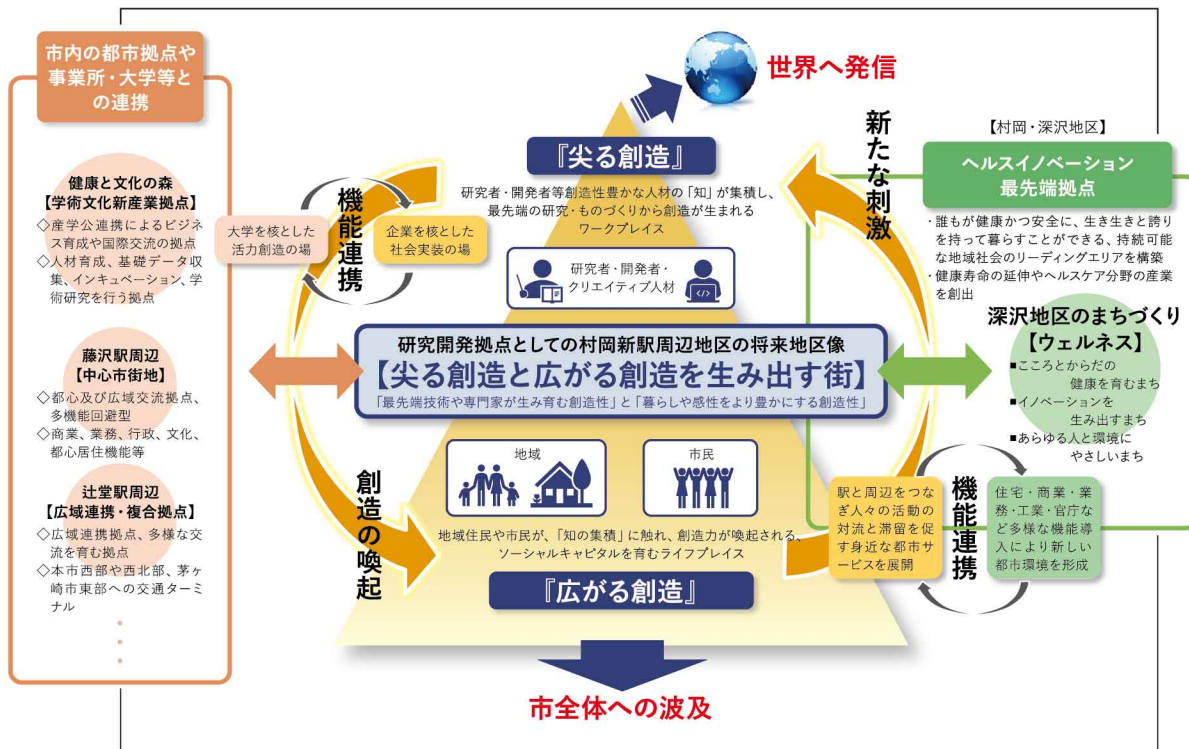 市内の都市拠点や
事業所・大学等と
の連携
健康と文化の森
【学術文化新産業拠点】
◇産学公連携によるビジネ
ス育成や国際交流の拠点
◇人材育成、基礎データ収
集、インキュベーション、学
術研究を行う拠点
藤沢駅周辺
【中心市街地】
◇都心及び広域交流拠点、
多機能回避型
◇商業、業務、行政、文化、
都心居住機能等
辻堂駅周辺
【広域連携・複合拠点】
◇広域連携拠点、多様な交
流を育む拠点
◇本市西部や西北部、茅ヶ
崎市東部への交通ターミ
ナル
世界へ発信
『尖る創造』
研究者・開発者等創造性豊かな人材の「知」が集積し、
最先端の研究・ものづくりから創造が生まれる
ワークプレイス
研究者・開発者・
クリエイティブ人材
機能連携
大学を核とした
活力創造の場
企業を核とした
社会実装の場
研究開発拠点としての村岡新駅周辺地区の将来地区像
【尖る創造と広がる創造を生み出す街】
「最先端技術や専門家が生み育む創造性」と「暮らしや感性をより豊かにする創造性」
地域
市民
地域住民や市民が、「知の集積」に触れ、創造力が喚起される、
ソーシャルキャピタルを育むライフプレイス
『広がる創造』
創造の喚起
市全体への波及
新たな刺激
【村岡・深沢地区】
ヘルスイノベーション
最先端拠点
・誰もが健康かつ安全に、生き生きと誇り
を持って暮らすことができる、持続可能
な地域社会のリーディングエリアを構築
・健康寿命の延伸やヘルスケア分野の産業
を創出
深沢地区のまちづくり
【ウェルネス】
■こころとからだの
健康を育むまち
■イノベーションを
生み出すまち
■あらゆる人と環境に
やさしいまち
駅と周辺をつな
ぎ人々の活動の
対流と滞留を促
す身近な都市サ
ービスを展開
機能連携
住宅・商業・業
務・工業・官庁な
ど多様な機能導
入により新しい
都市環境を形成